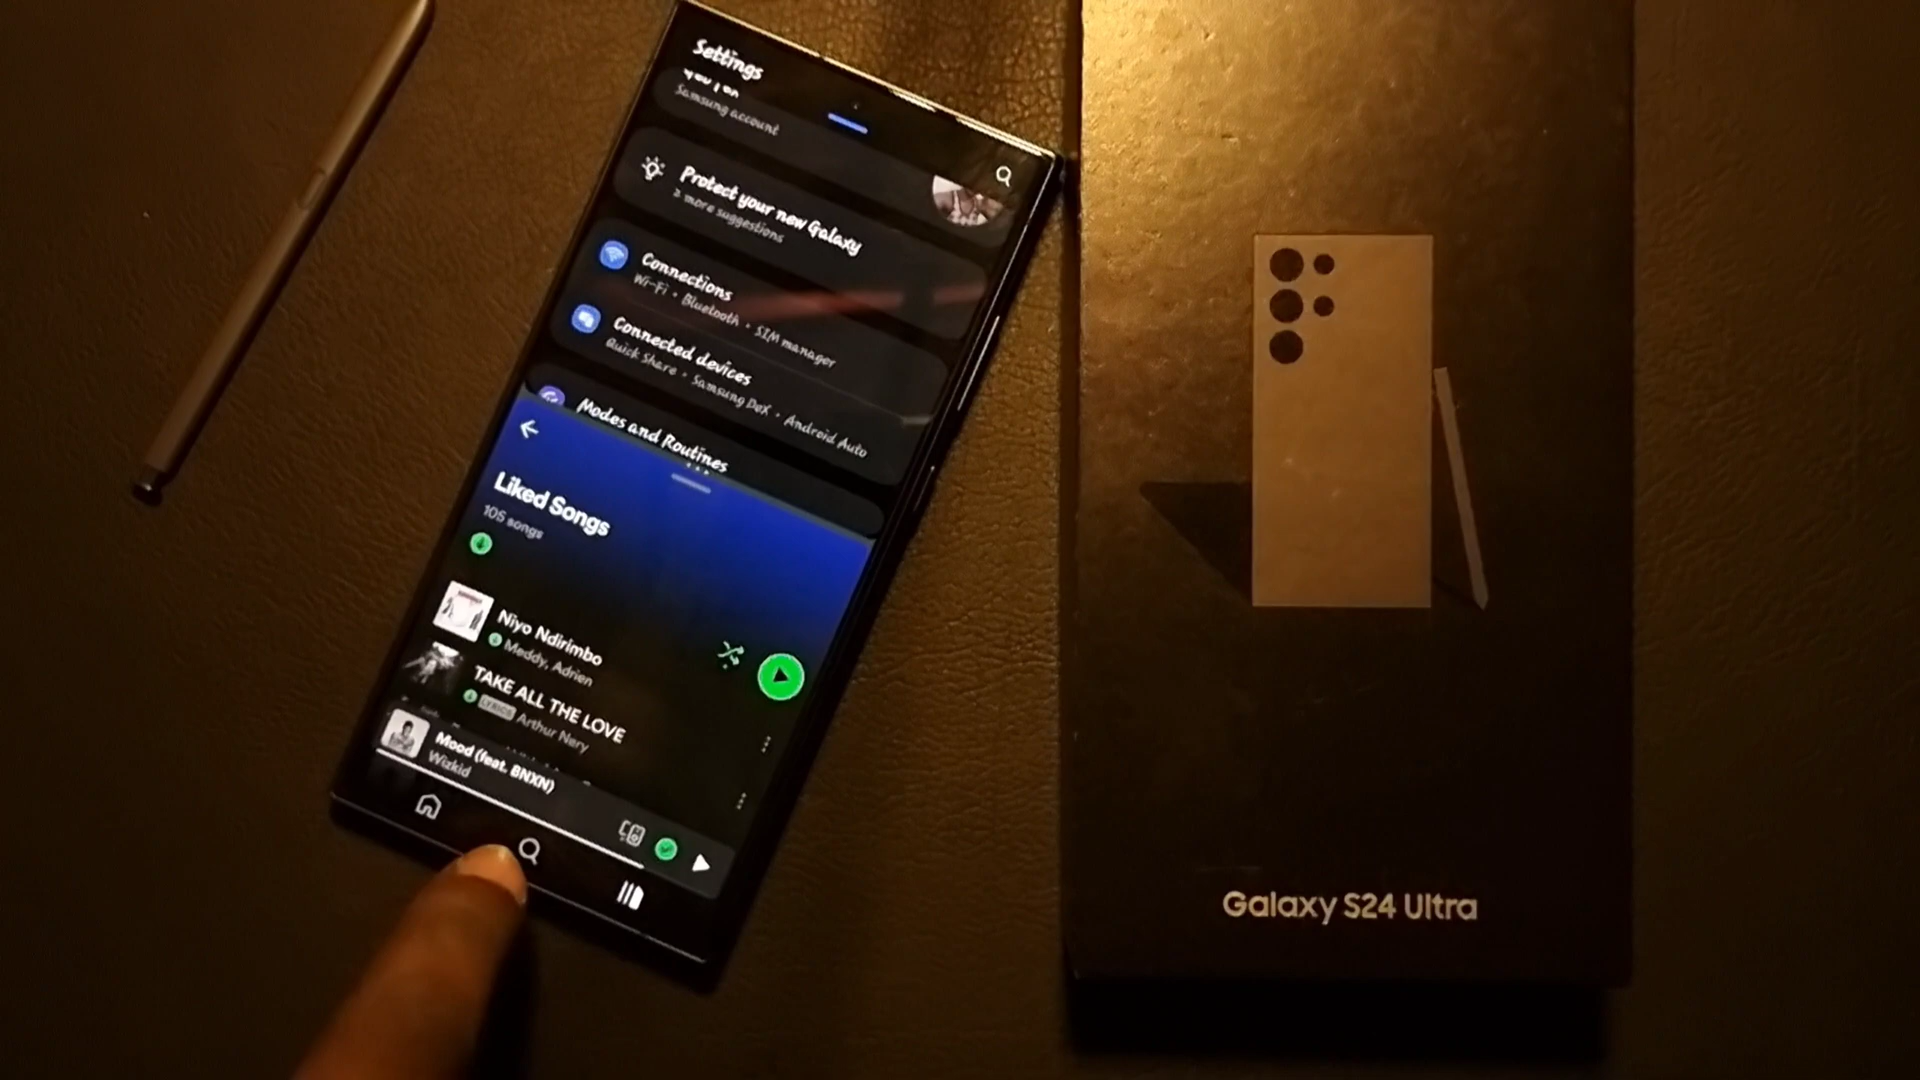 Settings
Samsung account
Protect your new Galaxy
2 more suggestions
Connections
Wi-Fi • Bluetooth • SIM manager
Connected devices
Quick Share • Samsung DeX • Android Auto
Modes and Routines
Liked Songs
105 songs
Niyo Ndirimbo
Meddy, Adrien
TAKE ALL THE LOVE
LYRICS Arthur Nery
Mood (feat. BNXN)
Wizkid
Galaxy S24 Ultra